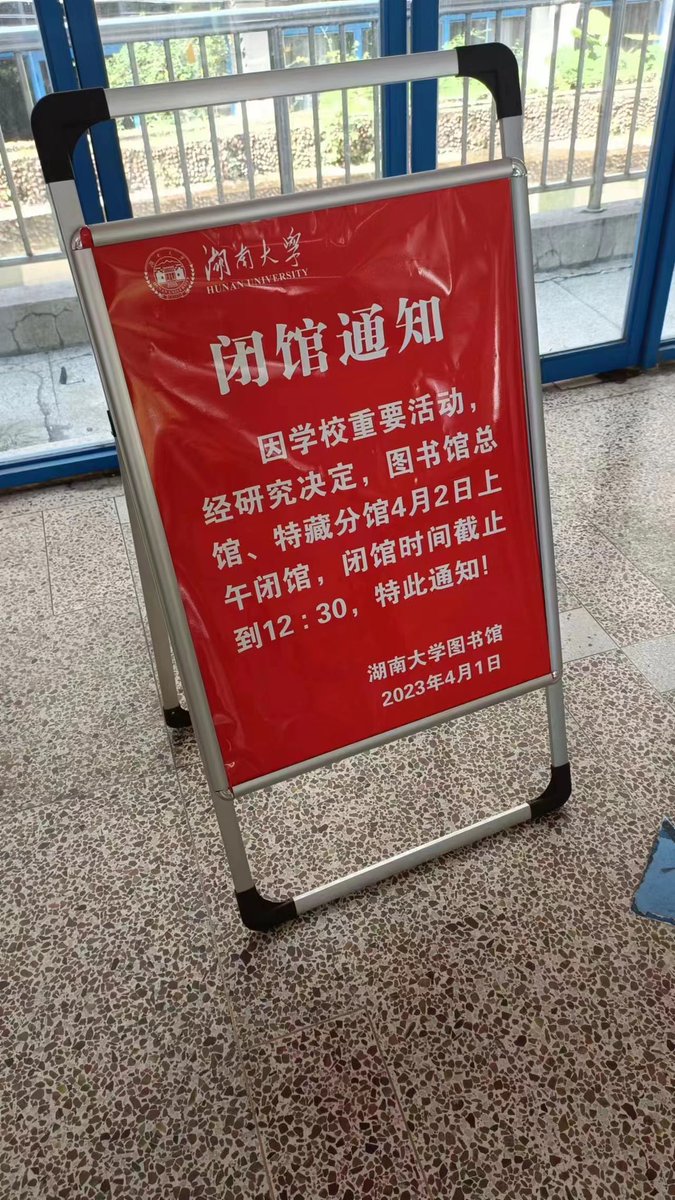 湖南大學
HUNAN UNIVERSITY
闭馆通知
因学校重要活动，
经研究决定，图书馆总
馆、特藏分馆4月2日上
午闭馆，闭馆时间截止
到12：30，特此通知！
湖南大学图书馆
2023年4月1日